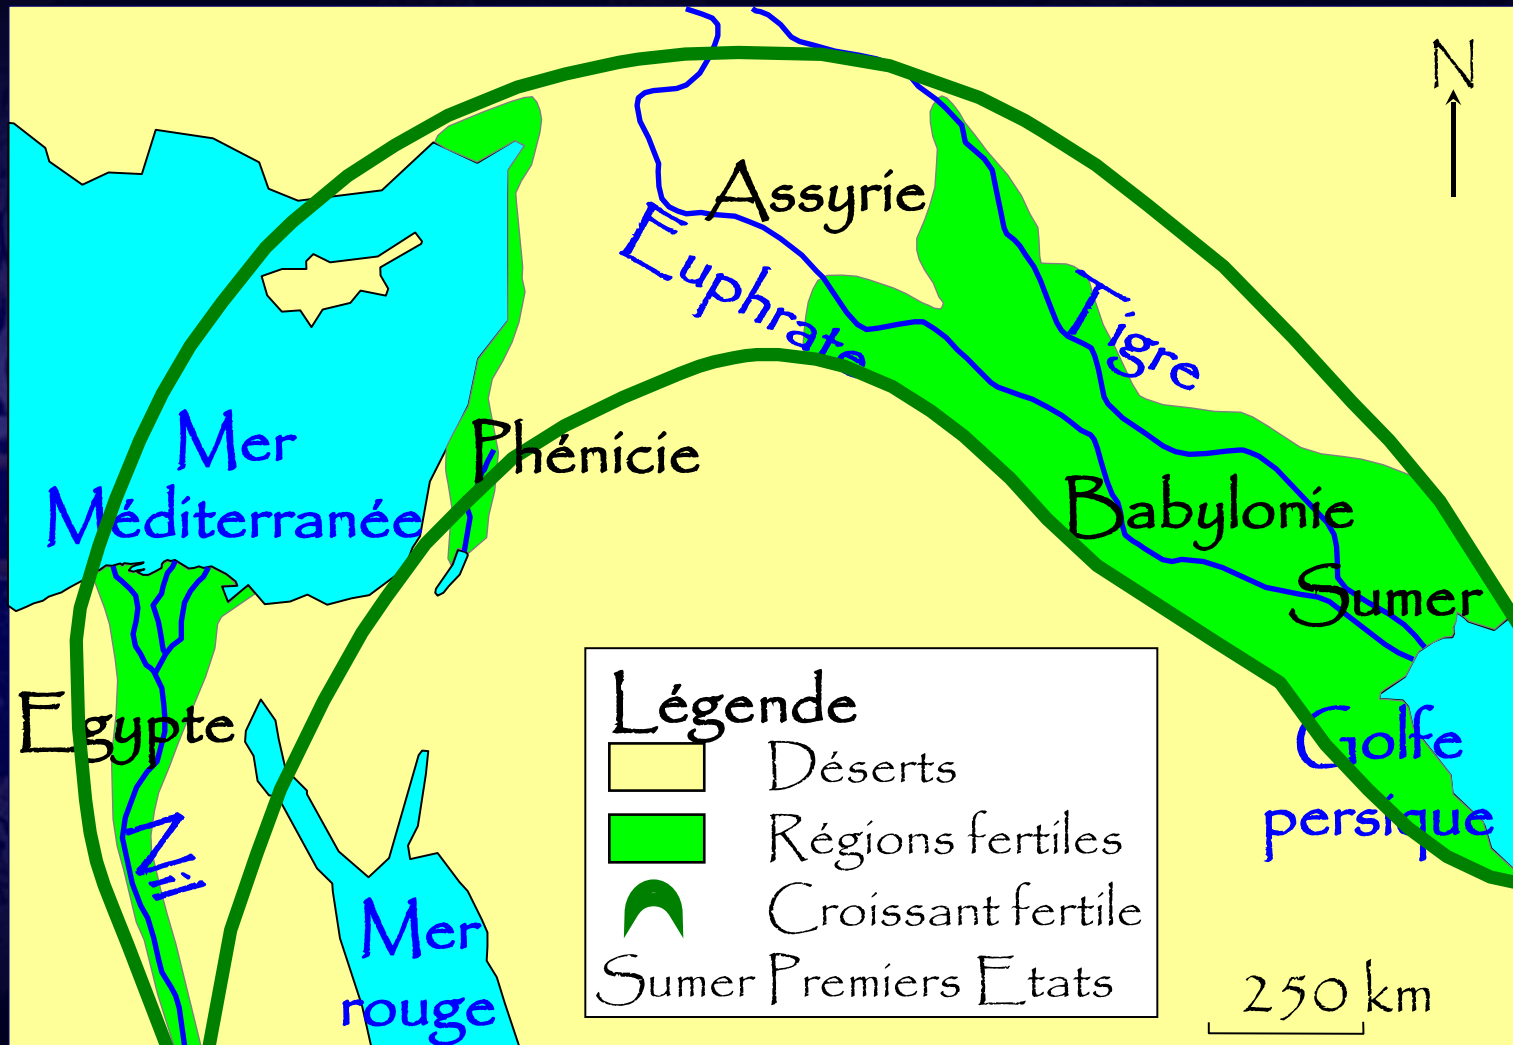 N
Assyrie
Euphrate
Tigre
Mer
Méditerranée
Phénicie
Babylonie
Sumer
Egypte
Nil
Mer
rouge
Golfe
persique
Légende
Déserts
Régions fertiles
Croissant fertile
Sumer Premiers Etats
250 km